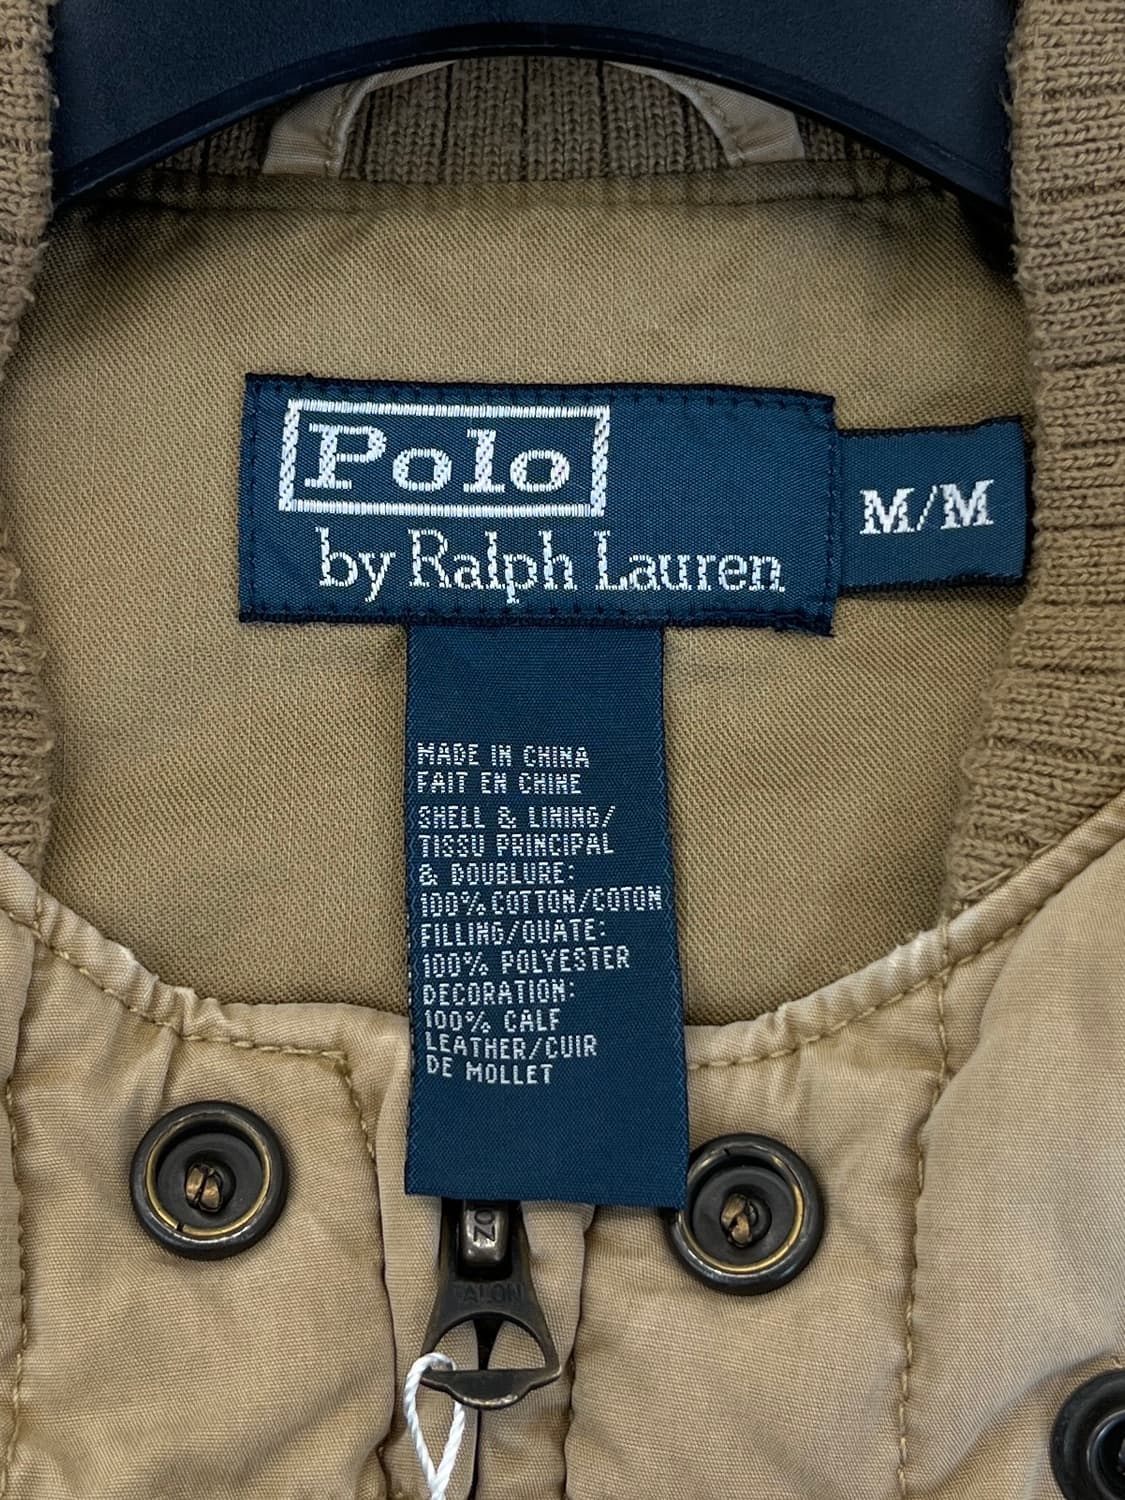 Polo
by Ralph Lauren
M/M
MADE IN CHINA
FAIT EN CHINE
SHELL & LINING/
TISSU PRINCIPAL
& DOUBLURE:
100% COTTON/COTON
FILLING/OUATE:
100% POLYESTER
DECORATION:
100% CALF
LEATHER/CUIR
DE MOLLET
TALON